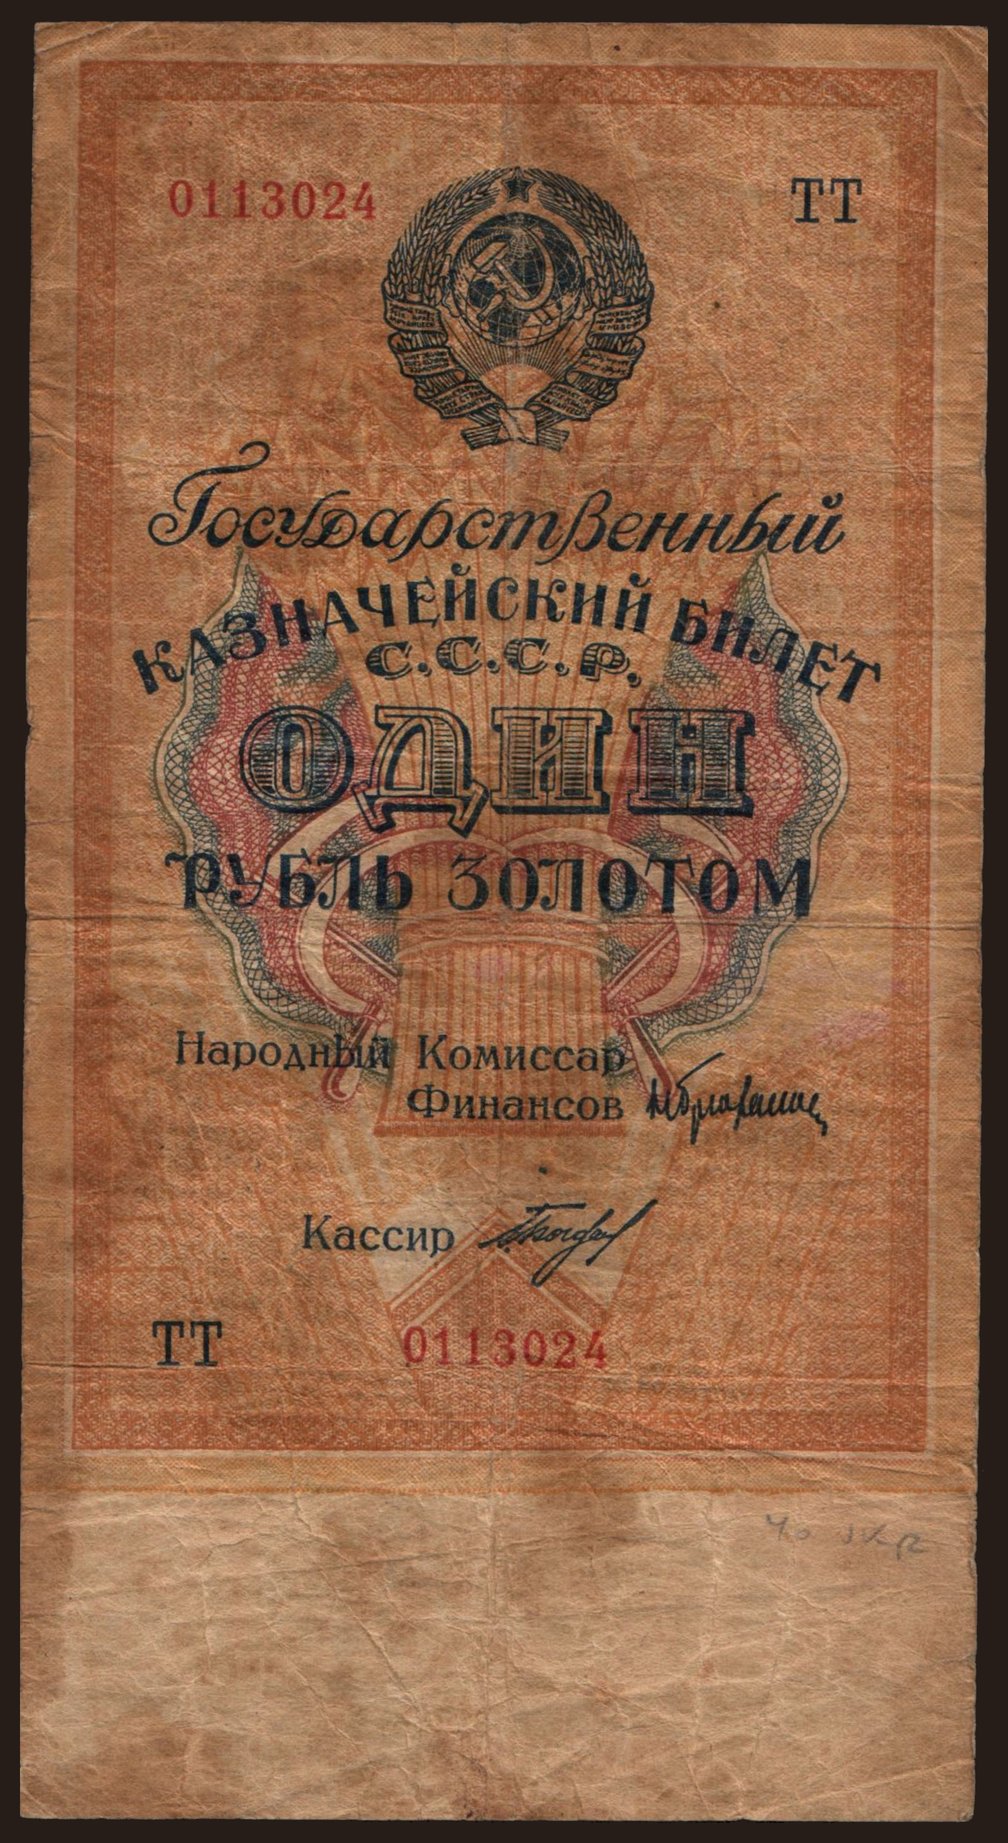 0113024 ТТ
Государственный
КАЗНАЧЕЙСКИЙ БИЛЕТ
С.С.С.Р.
ОДИН
РУБЛЬ ЗОЛОТОМ
Народный Комиссар
Финансов
Кассир
ТТ 0113024